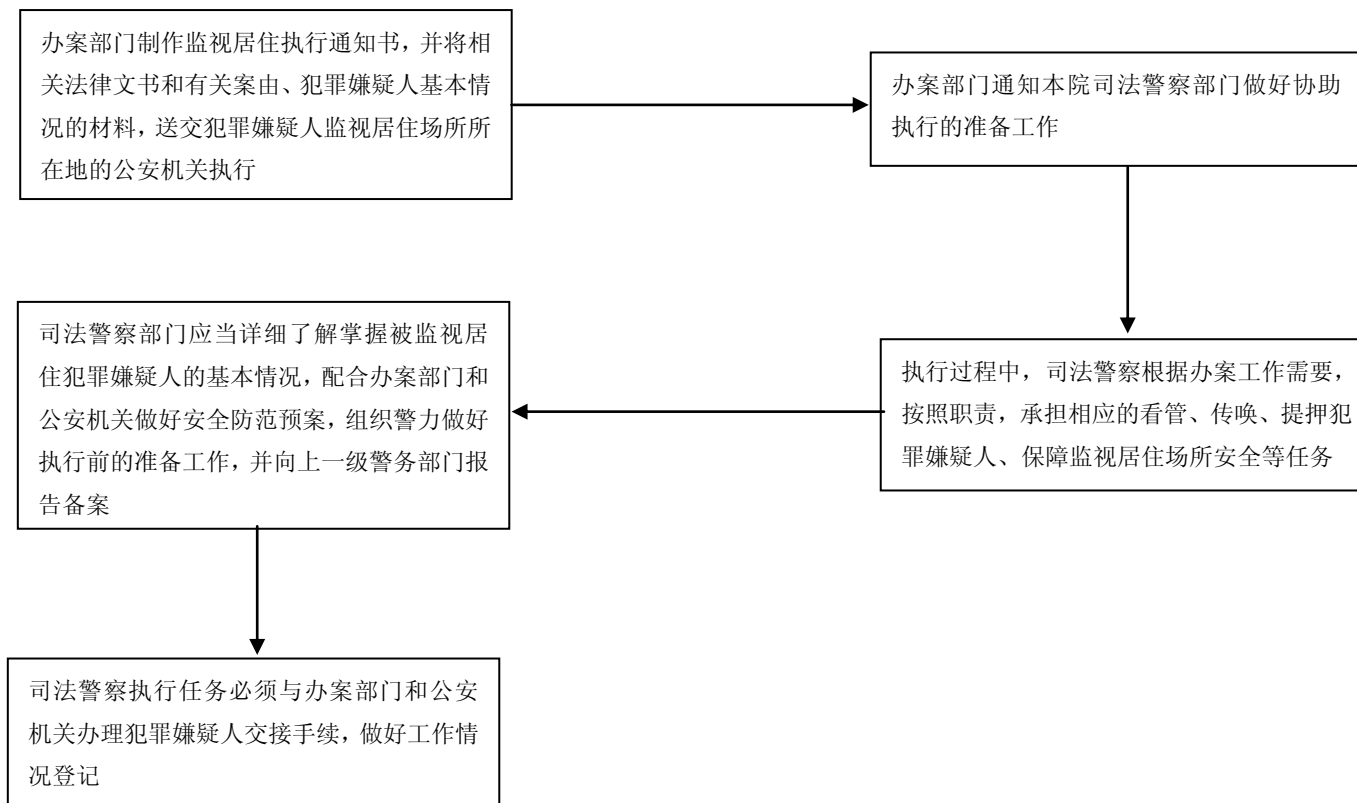 办案部门制作监视居住执行通知书，并将相
关法律文书和有关案由、犯罪嫌疑人基本情
况的材料，送交犯罪嫌疑人监视居住场所所
在地的公安机关执行
办案部门通知本院司法警察部门做好协助
执行的准备工作
执行过程中，司法警察根据办案工作需要，
按照职责，承担相应的看管、传唤、提押犯
罪嫌疑人、保障监视居住场所安全等任务
司法警察部门应当详细了解掌握被监视居
住犯罪嫌疑人的基本情况，配合办案部门和
公安机关做好安全防范预案，组织警力做好
执行前的准备工作，并向上一级警务部门报
告备案
司法警察执行任务必须与办案部门和公安
机关办理犯罪嫌疑人交接手续，做好工作情
况登记